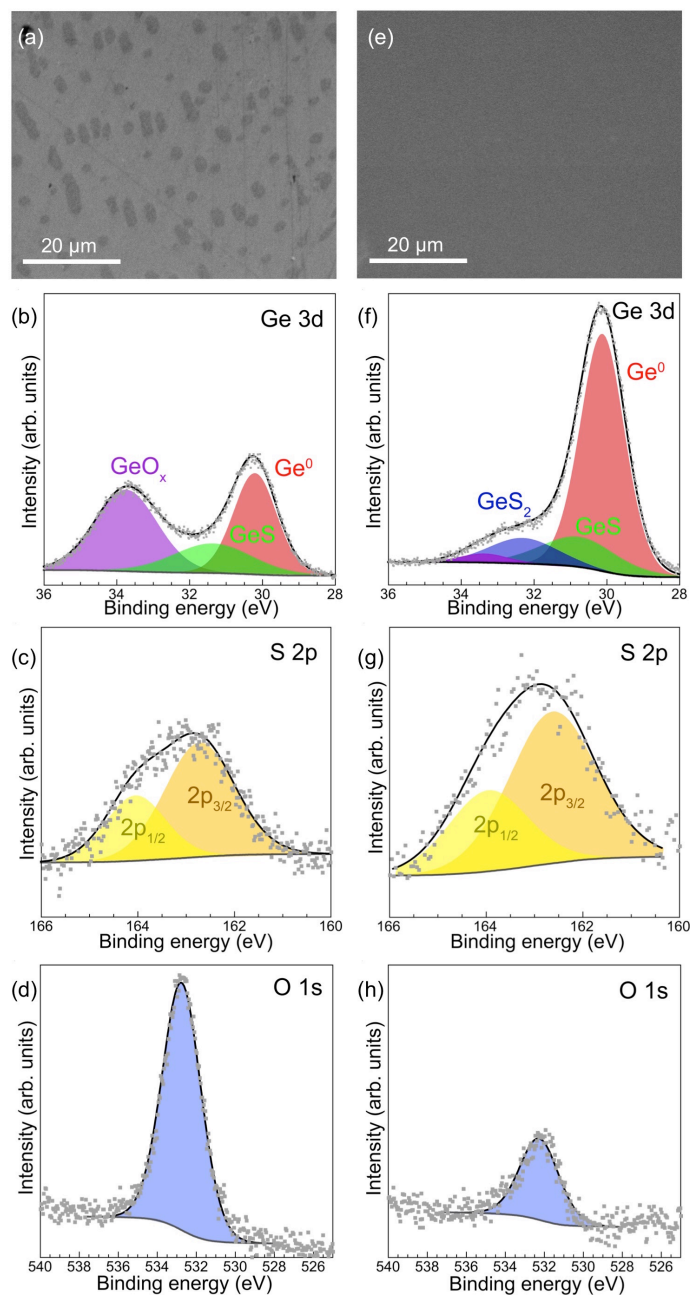 (a)
20 µm
(e)
20 µm
(b)
Ge 3d
GeOₓ
Ge⁰
GeS
Intensity (arb. units)
36 34 32 30 28
Binding energy (eV)
(f)
Ge 3d
Ge⁰
GeS₂
GeS
Intensity (arb. units)
36 34 32 30 28
Binding energy (eV)
(c)
S 2p
2p₁/₂
2p₃/₂
Intensity (arb. units)
166 164 162 160
Binding energy (eV)
(g)
S 2p
2p₁/₂
2p₃/₂
Intensity (arb. units)
166 164 162 160
Binding energy (eV)
(d)
O 1s
Intensity (arb. units)
540 538 536 534 532 530 528 526
Binding energy (eV)
(h)
O 1s
Intensity (arb. units)
540 538 536 534 532 530 528 526
Binding energy (eV)